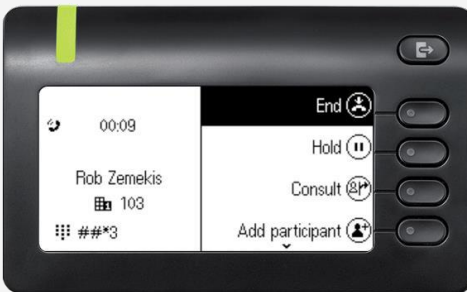 00:09
Rob Zemekis
103
##*3
End
Hold
Consult
Add participant